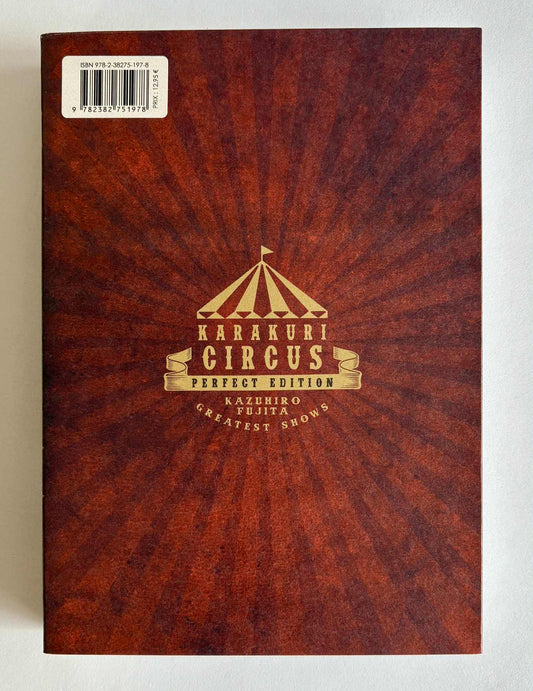 ISBN 978-2-38275-197-8
9 782382 751978
PRIX : 12,95 €
KARAKURI
CIRCUS
PERFECT EDITION
KAZUHIRO
FUJITA
GREATEST SHOWS